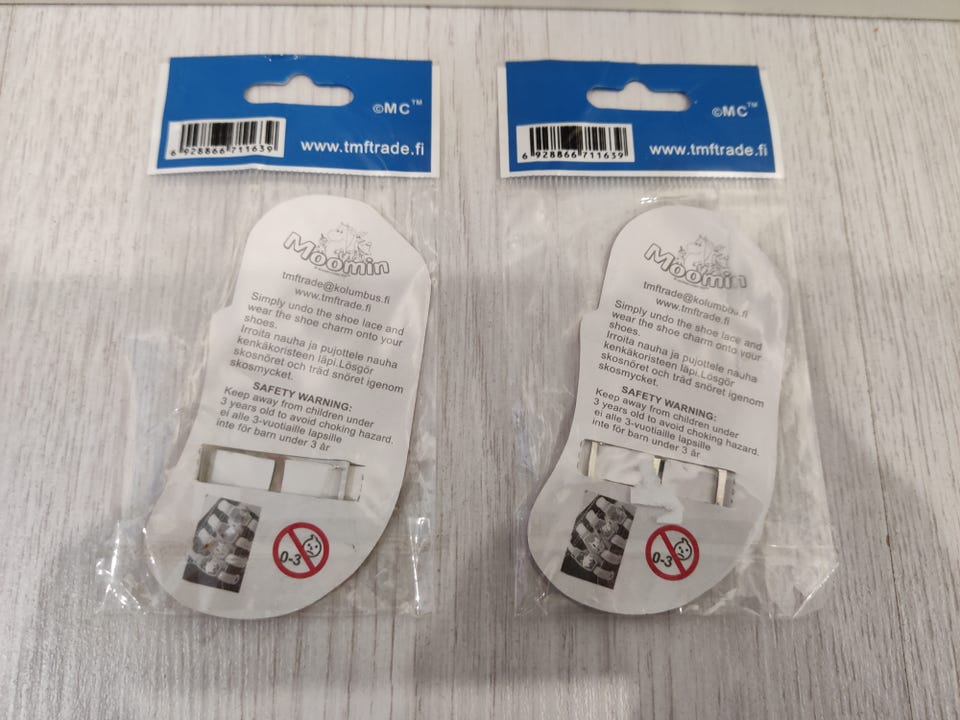 ©MC™
6 928866 711639
www.tmftrade.fi
Moomin
tmftrade@kolumbus.fi
www.tmftrade.fi
Simply undo the shoe lace and
wear the shoe charm onto your
shoes.
Irroita nauha ja pujottele nauha
kenkäkoristeen läpi.Lösgör
skosnöret och träd snöret igenom
skosmycket.
SAFETY WARNING:
Keep away from children under
3 years old to avoid choking hazard.
ei alle 3-vuotiaille lapsille
inte för barn under 3 år
0-3
©MC™
6 928866 711639
www.tmftrade.fi
Moomin
tmftrade@kolumbus.fi
www.tmftrade.fi
Simply undo the shoe lace and
wear the shoe charm onto your
shoes.
Irroita nauha ja pujottele nauha
kenkäkoristeen läpi.Lösgör
skosnöret och träd snöret igenom
skosmycket.
SAFETY WARNING:
Keep away from children under
3 years old to avoid choking hazard.
ei alle 3-vuotiaille lapsille
inte för barn under 3 år
0-3